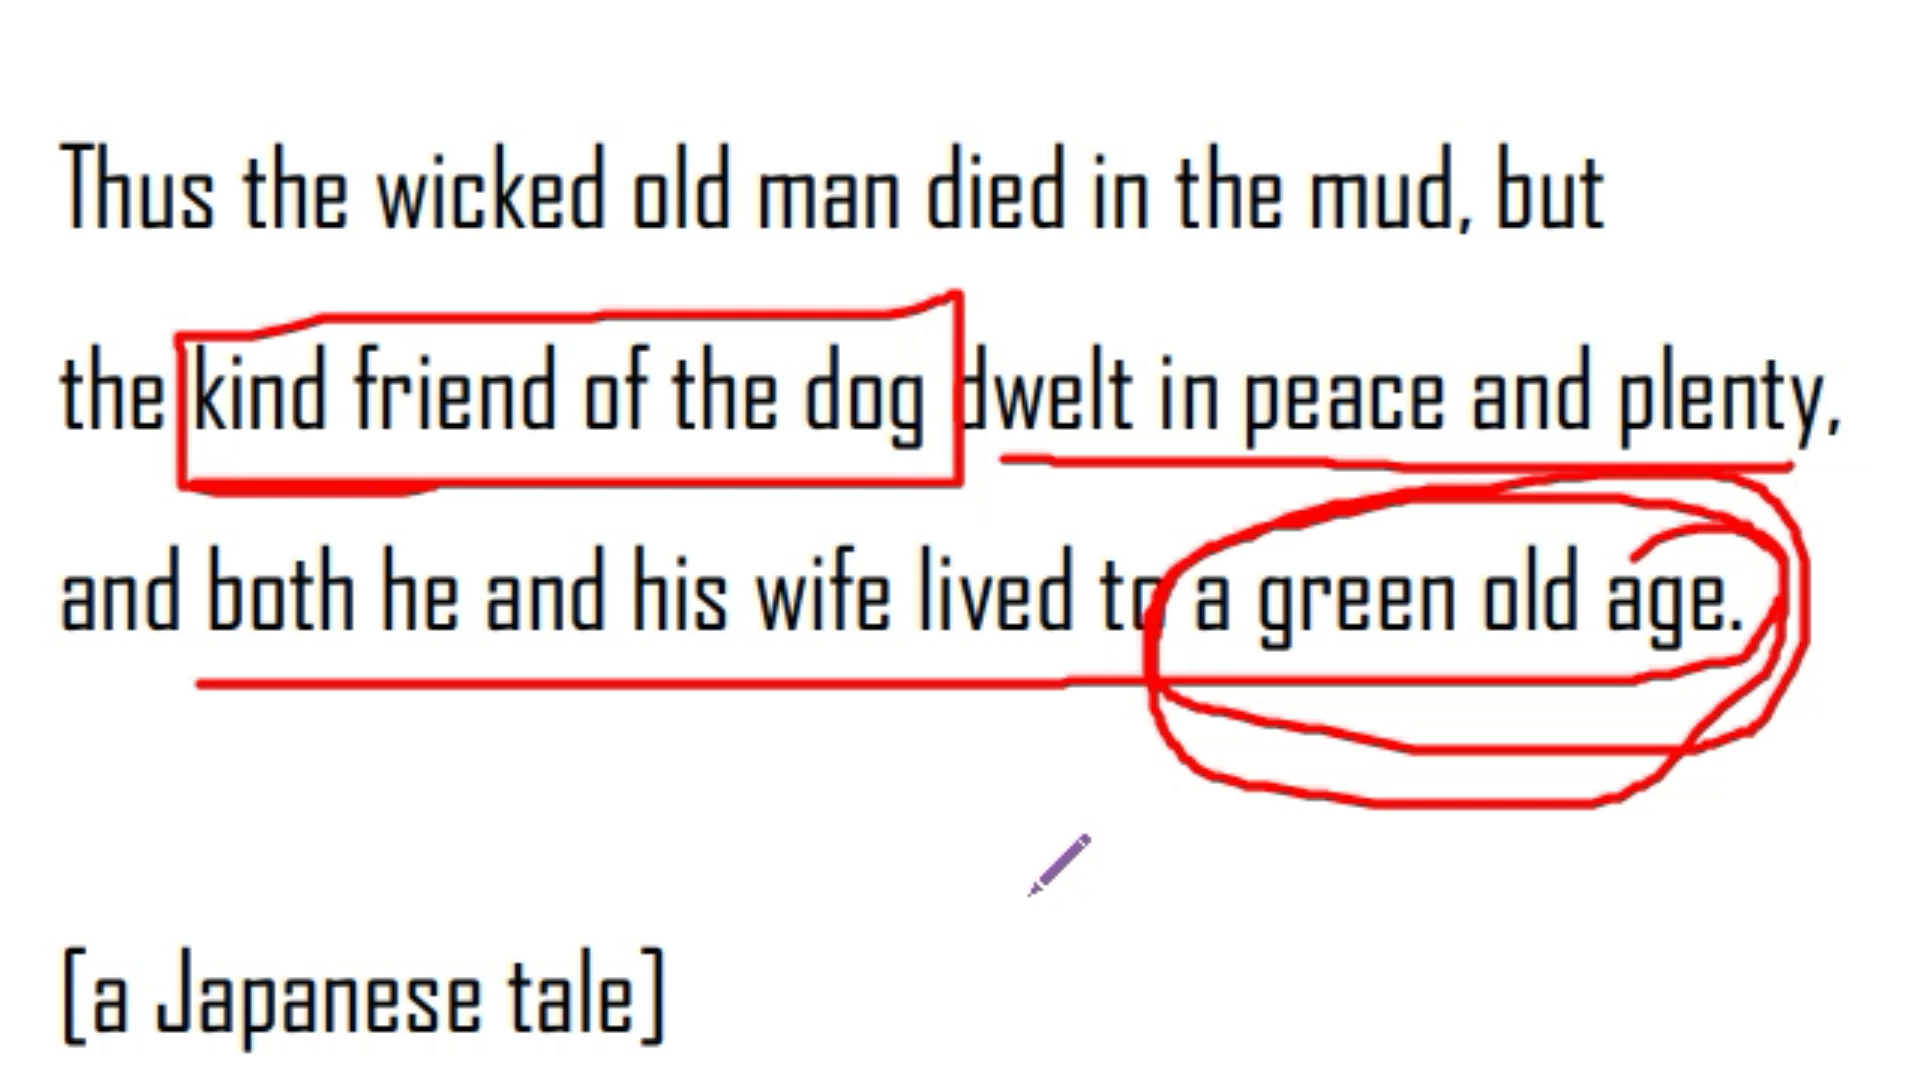 Thus the wicked old man died in the mud, but
the kind friend of the dog dwelt in peace and plenty,
and both he and his wife lived to a green old age.
[a Japanese tale]